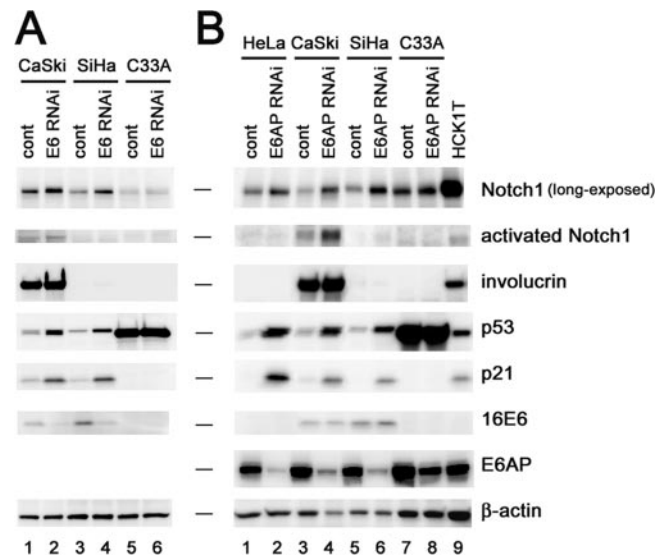 A
B
CaSki SiHa C33A
HeLa CaSki SiHa C33A
cont
E6 RNAi
cont
E6 RNAi
cont
E6 RNAi
cont
E6AP RNAi
cont
E6AP RNAi
cont
E6AP RNAi
cont
E6AP RNAi
HCK1T
Notch1 (long-exposed)
activated Notch1
involucrin
p53
p21
16E6
E6AP
β-actin
1 2 3 4 5 6
1 2 3 4 5 6 7 8 9